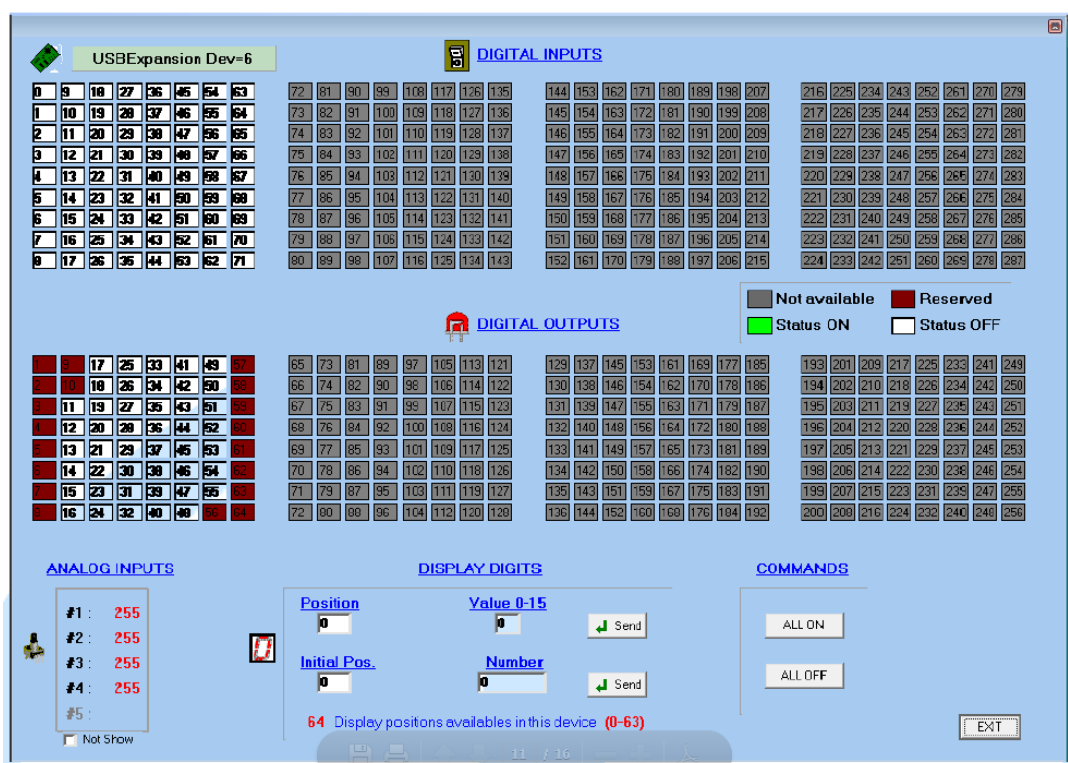 USBExpansion Dev=6
DIGITAL INPUTS
0 9 18 27 36 45 54 63 72 81 90 99 108 117 126 135 144 153 162 171 180 189 198 207 216 225 234 243 252 261 270 279
1 10 19 28 37 46 55 64 73 82 91 100 109 118 127 136 145 154 163 172 181 190 199 208 217 226 235 244 253 262 271 280
2 11 20 29 38 47 56 65 74 83 92 101 110 119 128 137 146 155 164 173 182 191 200 209 218 227 236 245 254 263 272 281
3 12 21 30 39 48 57 66 75 84 93 102 111 120 129 138 147 156 165 174 183 192 201 210 219 228 237 246 255 264 273 282
4 13 22 31 40 49 58 67 76 85 94 103 112 121 130 139 148 157 166 175 184 193 202 211 220 229 238 247 256 265 274 283
5 14 23 32 41 50 59 68 77 86 95 104 113 122 131 140 149 158 167 176 185 194 203 212 221 230 239 248 257 266 275 284
6 15 24 33 42 51 60 69 78 87 96 105 114 123 132 141 150 159 168 177 186 195 204 213 222 231 240 249 258 267 276 285
7 16 25 34 43 52 61 70 79 88 97 106 115 124 133 142 151 160 169 178 187 196 205 214 223 232 241 250 259 268 277 286
8 17 26 35 44 53 62 71 80 89 98 107 116 125 134 143 152 161 170 179 188 197 206 215 224 233 242 251 260 269 278 287
Not available Reserved
Status ON Status OFF
DIGITAL OUTPUTS
1 9 17 25 33 41 49 57 65 73 81 89 97 105 113 121 129 137 145 153 161 169 177 185 193 201 209 217 225 233 241 249
2 10 18 26 34 42 50 58 66 74 82 90 98 106 114 122 130 138 146 154 162 170 178 186 194 202 210 218 226 234 242 250
3 11 19 27 35 43 51 59 67 75 83 91 99 107 115 123 131 139 147 155 163 171 179 187 195 203 211 219 227 235 243 251
4 12 20 28 36 44 52 60 68 76 84 92 100 108 116 124 132 140 148 156 164 172 180 188 196 204 212 220 228 236 244 252
5 13 21 29 37 45 53 61 69 77 85 93 101 109 117 125 133 141 149 157 165 173 181 189 197 205 213 221 229 237 245 253
6 14 22 30 38 46 54 62 70 78 86 94 102 110 118 126 134 142 150 158 166 174 182 190 198 206 214 222 230 238 246 254
7 15 23 31 39 47 55 63 71 79 87 95 103 111 119 127 135 143 151 159 167 175 183 191 199 207 215 223 231 239 247 255
8 16 24 32 40 48 56 64 72 80 88 96 104 112 120 128 136 144 152 160 168 176 184 192 200 208 216 224 232 240 248 256
ANALOG INPUTS
#1 : 255
#2 : 255
#3 : 255
#4 : 255
#5 :
Not Show
DISPLAY DIGITS
Position Value 0-15
0 0 Send
Initial Pos. Number
0 0 Send
64 Display positions availables in this device (0-63)
COMMANDS
ALL ON
ALL OFF
EXIT
11 / 16